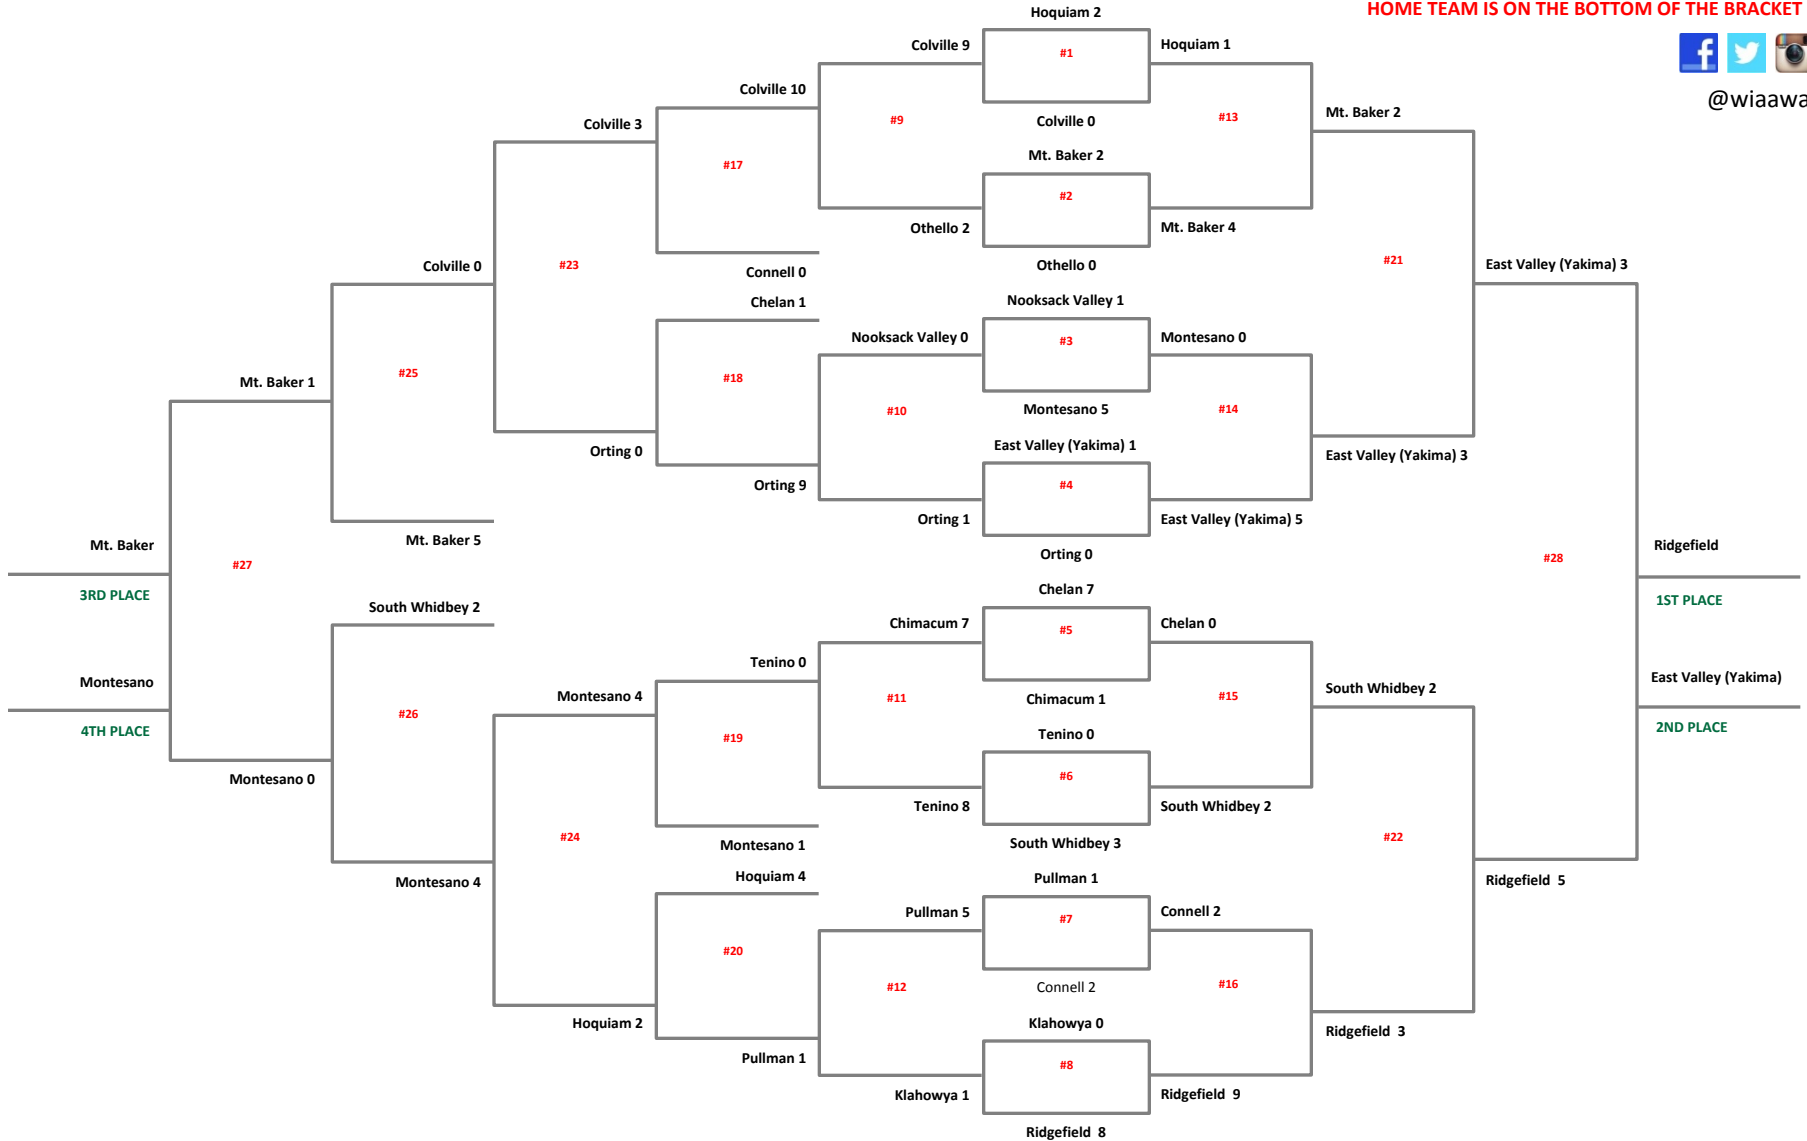 HOME TEAM IS ON THE BOTTOM OF THE BRACKET
@wiaawa
Hoquiam 2
#1
Colville 0
Mt. Baker 2
#2
Othello 0
Nooksack Valley 1
#3
Montesano 5
East Valley (Yakima) 1
#4
Orting 0
Chelan 7
#5
Chimacum 1
Tenino 0
#6
South Whidbey 3
Pullman 1
#7
Connell 2
Klahowya 0
#8
Ridgefield 8
Colville 9
#9
Othello 2
Nooksack Valley 0
#10
Orting 1
Chimacum 7
#11
Tenino 8
Pullman 5
#12
Klahowya 1
Hoquiam 1
#13
Mt. Baker 4
Montesano 0
#14
East Valley (Yakima) 5
Chelan 0
#15
South Whidbey 2
Connell 2
#16
Ridgefield 9
Colville 10
#17
Connell 0
Chelan 1
#18
Orting 9
Tenino 0
#19
Montesano 1
Hoquiam 4
#20
Pullman 1
Mt. Baker 2
#21
East Valley (Yakima) 3
South Whidbey 2
#22
Ridgefield 3
Colville 3
#23
Orting 0
Montesano 4
#24
Hoquiam 2
Colville 0
#25
Mt. Baker 5
South Whidbey 2
#26
Montesano 4
Mt. Baker 1
#27
Montesano 0
East Valley (Yakima) 3
#28
Ridgefield 5
Mt. Baker
3RD PLACE
Montesano
4TH PLACE
Ridgefield
1ST PLACE
East Valley (Yakima)
2ND PLACE